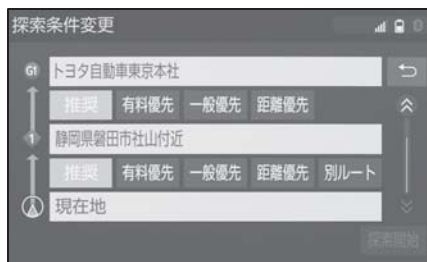 探索条件変更
G1 トヨタ自動車東京本社
推奨 有料優先 一般優先 距離優先
1 静岡県磐田市社山付近
推奨 有料優先 一般優先 距離優先 別ルート
現在地
探索開始